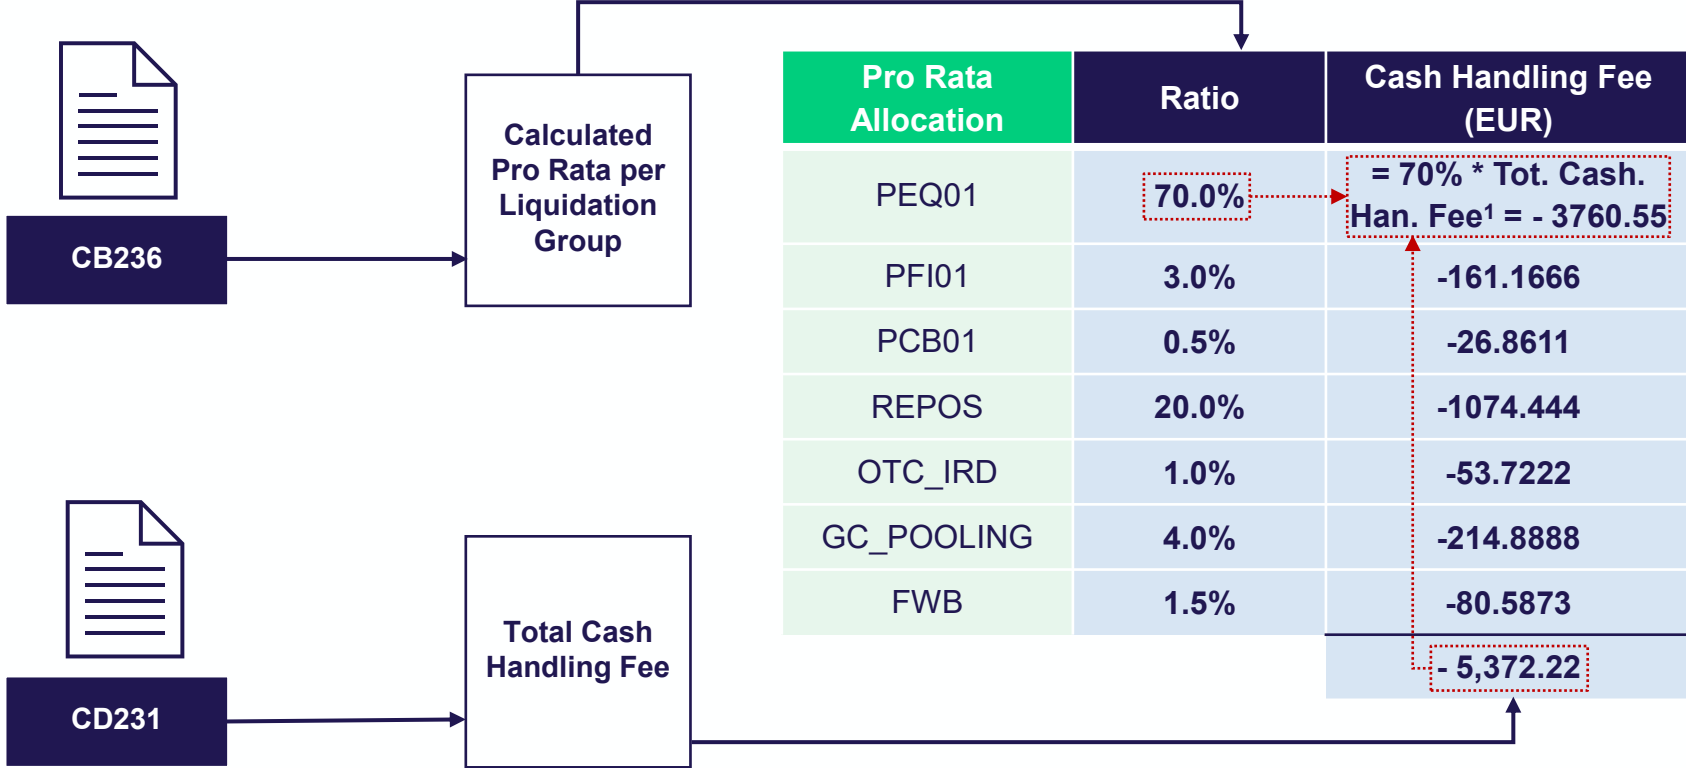 CB236
Calculated
Pro Rata per
Liquidation
Group
CD231
Total Cash
Handling Fee
Pro Rata
Allocation
Ratio
Cash Handling Fee
(EUR)
PEQ01
70.0%
= 70% * Tot. Cash.
Han. Fee¹ = - 3760.55
PFI01 3.0% -161.1666
PCB01 0.5% -26.8611
REPOS 20.0% -1074.444
OTC_IRD 1.0% -53.7222
GC_POOLING 4.0% -214.8888
FWB 1.5% -80.5873
- 5,372.22